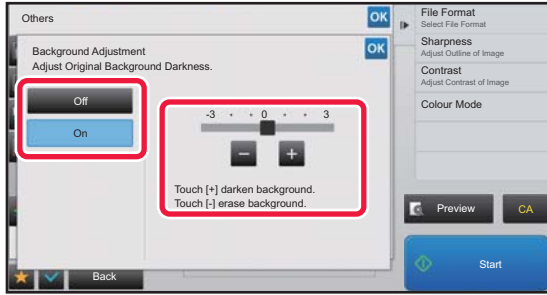 Others
OK
Background Adjustment
Adjust Original Background Darkness.
OK
Off
On
-3 0 3
− +
Touch [+] darken background.
Touch [-] erase background.
Back
File Format
Select File Format
Sharpness
Adjust Outline of Image
Contrast
Adjust Contrast of Image
Colour Mode
Preview
CA
Start